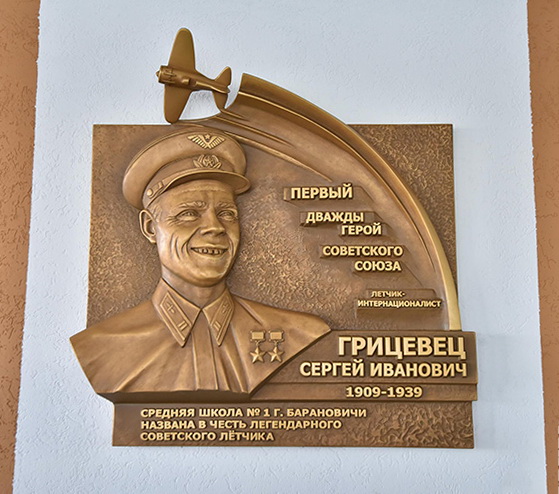 ПЕРВЫЙ
ДВАЖДЫ
ГЕРОЙ
СОВЕТСКОГО
СОЮЗА
ЛЕТЧИК-
ИНТЕРНАЦИОНАЛИСТ
ГРИЦЕВЕЦ
СЕРГЕЙ ИВАНОВИЧ
1909-1939
СРЕДНЯЯ ШКОЛА № 1 Г. БАРАНОВИЧИ
НАЗВАНА В ЧЕСТЬ ЛЕГЕНДАРНОГО
СОВЕТСКОГО ЛЁТЧИКА